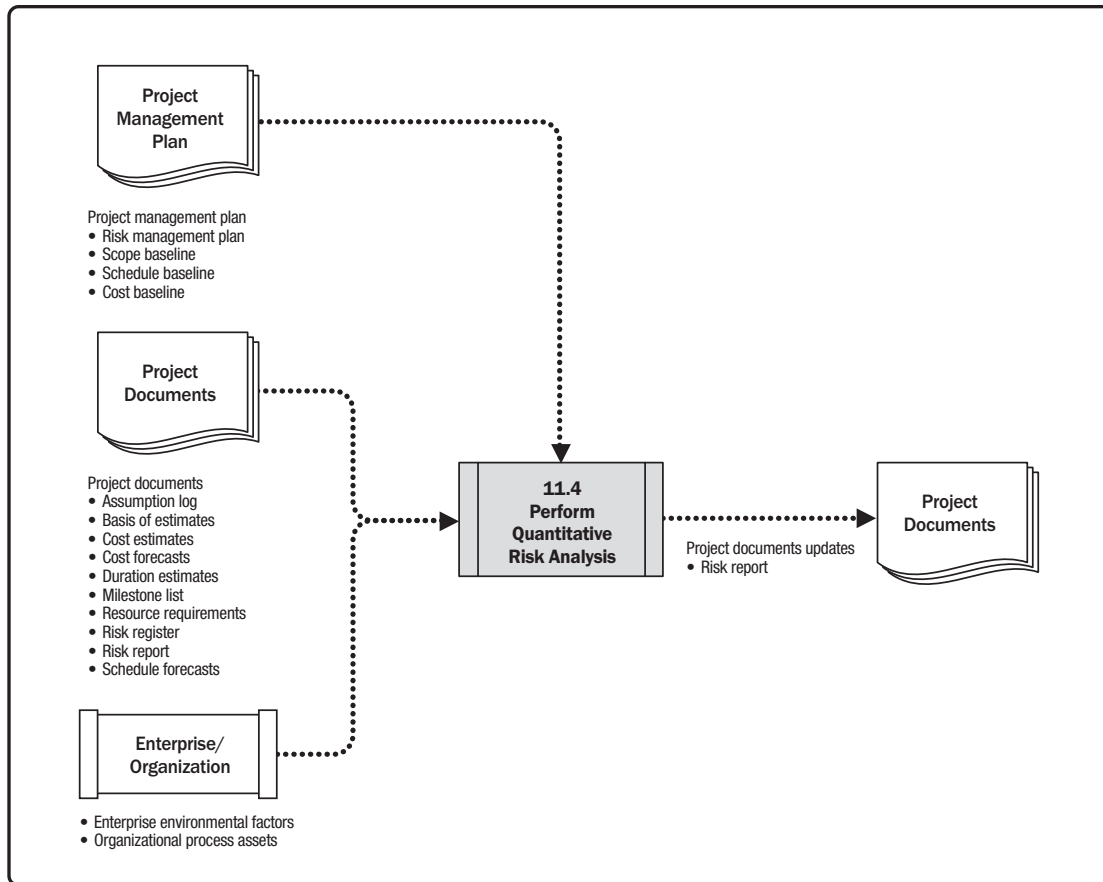 Project
Management
Plan
Project management plan
• Risk management plan
• Scope baseline
• Schedule baseline
• Cost baseline
Project
Documents
Project documents
• Assumption log
• Basis of estimates
• Cost estimates
• Cost forecasts
• Duration estimates
• Milestone list
• Resource requirements
• Risk register
• Risk report
• Schedule forecasts
Enterprise/
Organization
• Enterprise environmental factors
• Organizational process assets
11.4
Perform
Quantitative
Risk Analysis
Project documents updates
• Risk report
Project
Documents